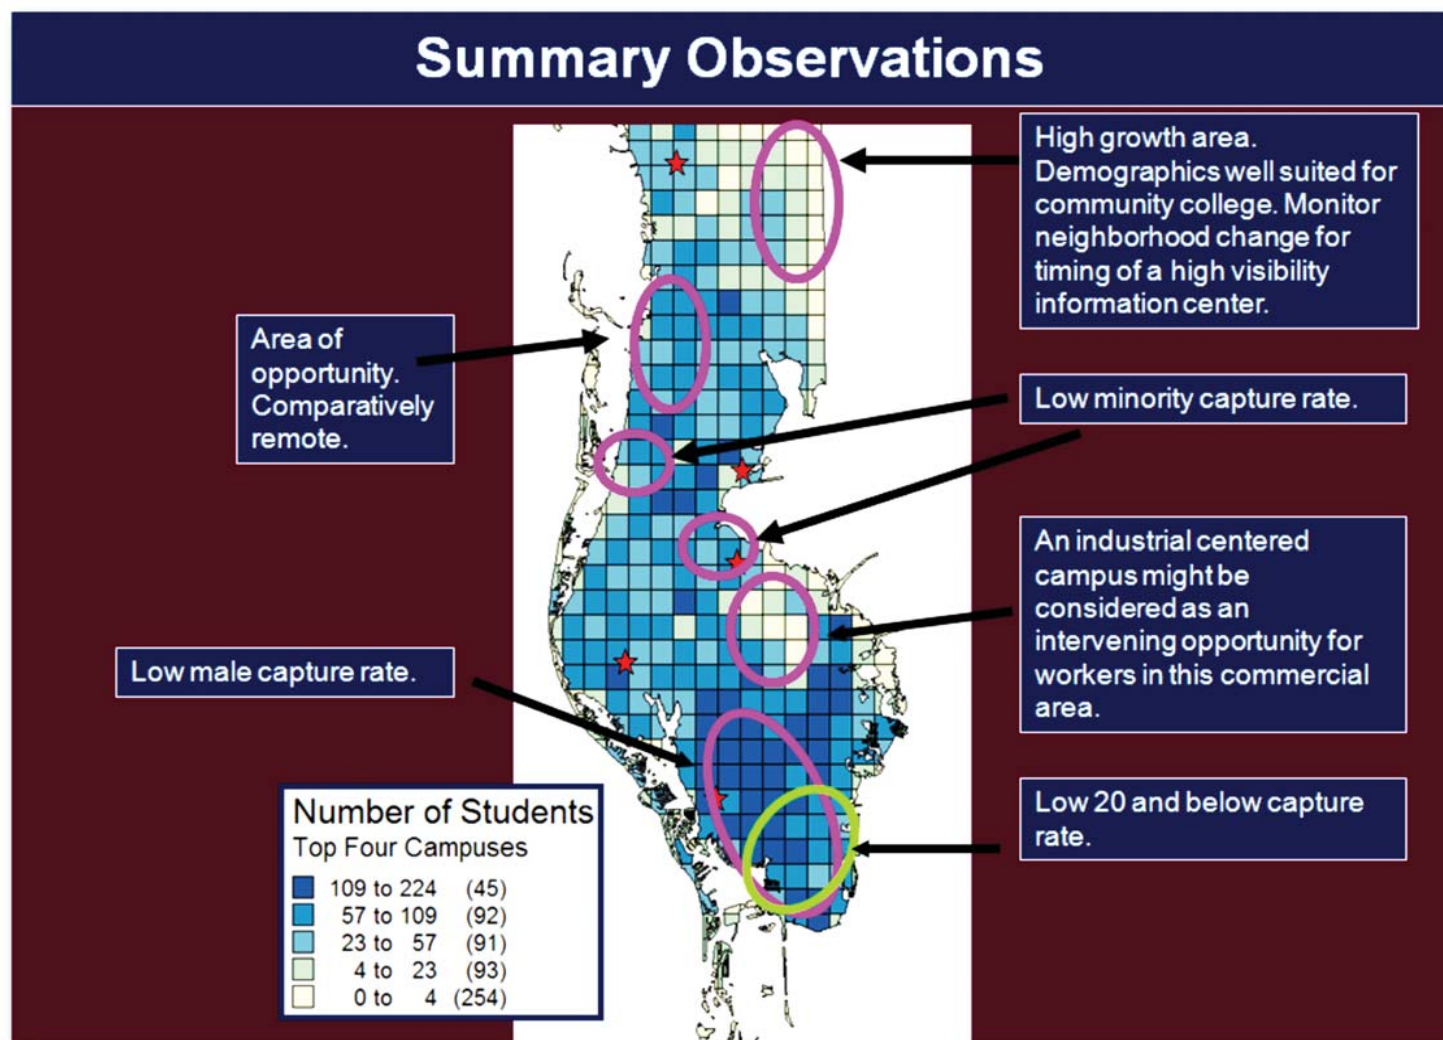 Summary Observations
High growth area.
Demographics well suited for
community college. Monitor
neighborhood change for
timing of a high visibility
information center.
Area of
opportunity.
Comparatively
remote.
Low minority capture rate.
An industrial centered
campus might be
considered as an
intervening opportunity for
workers in this commercial
area.
Low male capture rate.
Low 20 and below capture
rate.
Number of Students
Top Four Campuses
109 to 224 (45)
57 to 109 (92)
23 to 57 (91)
4 to 23 (93)
0 to 4 (254)